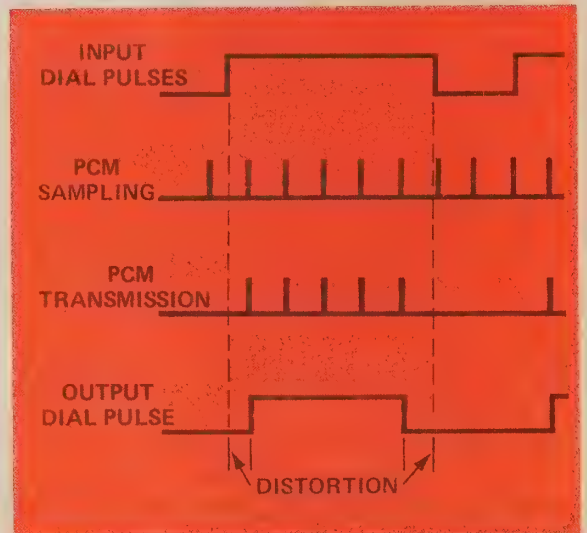 INPUT
DIAL PULSES
PCM
SAMPLING
PCM
TRANSMISSION
OUTPUT
DIAL PULSE
DISTORTION